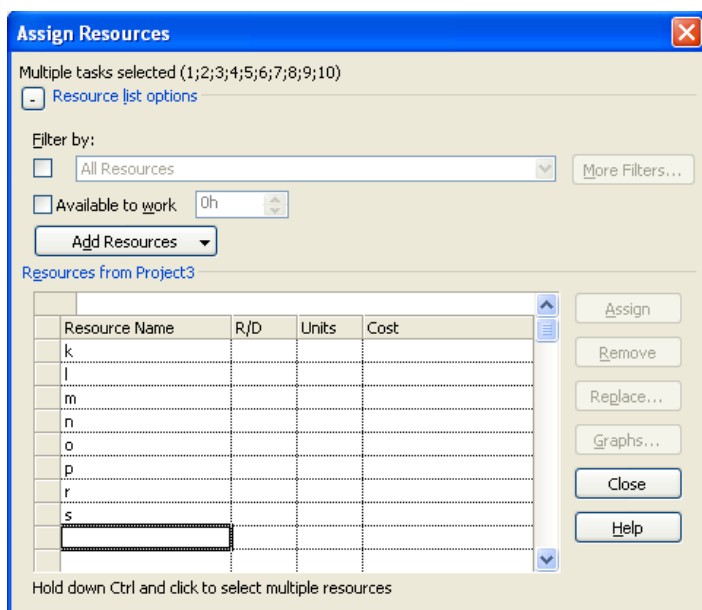 Assign Resources
Multiple tasks selected (1;2;3;4;5;6;7;8;9;10)
- Resource list options
Filter by:
All Resources More Filters...
Available to work 0h
Add Resources
Resources from Project3
Assign
Resource Name R/D Units Cost
k
Remove
l
m
Replace...
n
o
Graphs...
p
r
Close
s
Help
Hold down Ctrl and click to select multiple resources